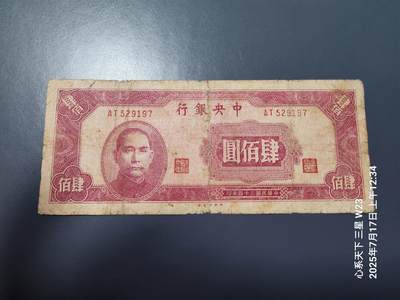 中央銀行
AT529197
AT529197
肆佰圓
肆佰
肆佰
心系天下 三星 W23
2025年7月17日 上午12:34